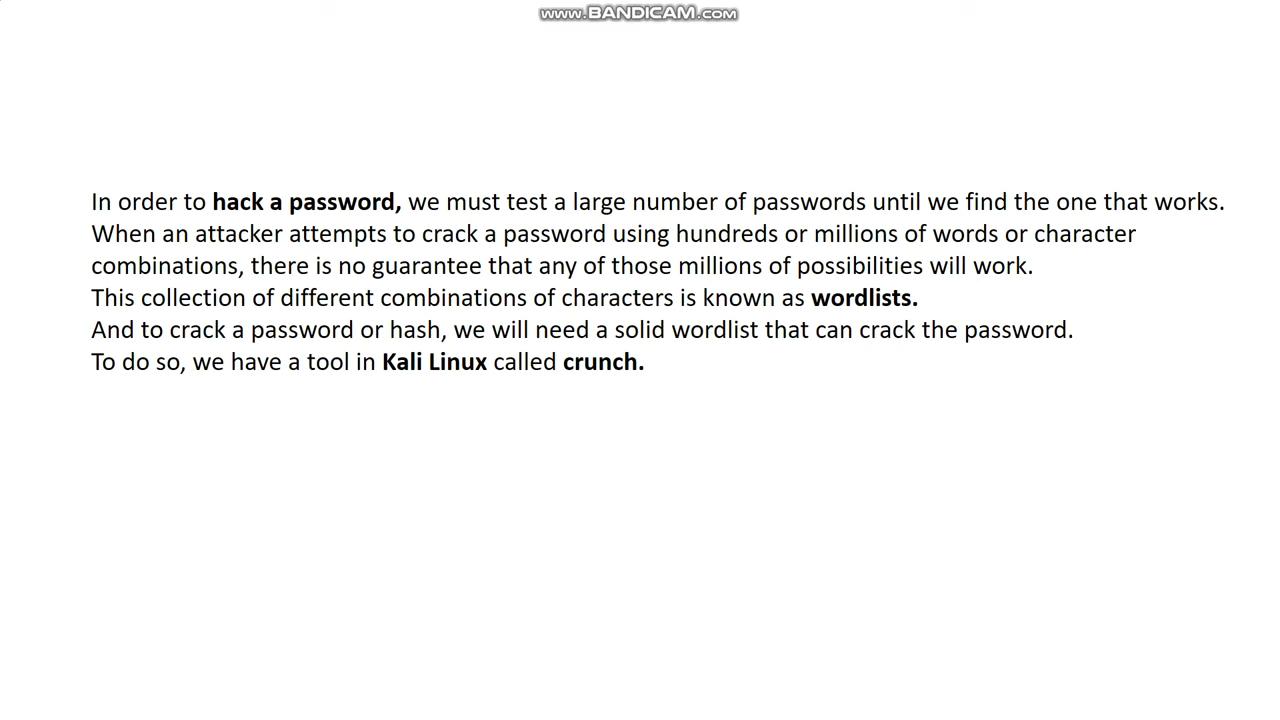 www.BANDICAM.com
In order to hack a password, we must test a large number of passwords until we find the one that works.
When an attacker attempts to crack a password using hundreds or millions of words or character
combinations, there is no guarantee that any of those millions of possibilities will work.
This collection of different combinations of characters is known as wordlists.
And to crack a password or hash, we will need a solid wordlist that can crack the password.
To do so, we have a tool in Kali Linux called crunch.